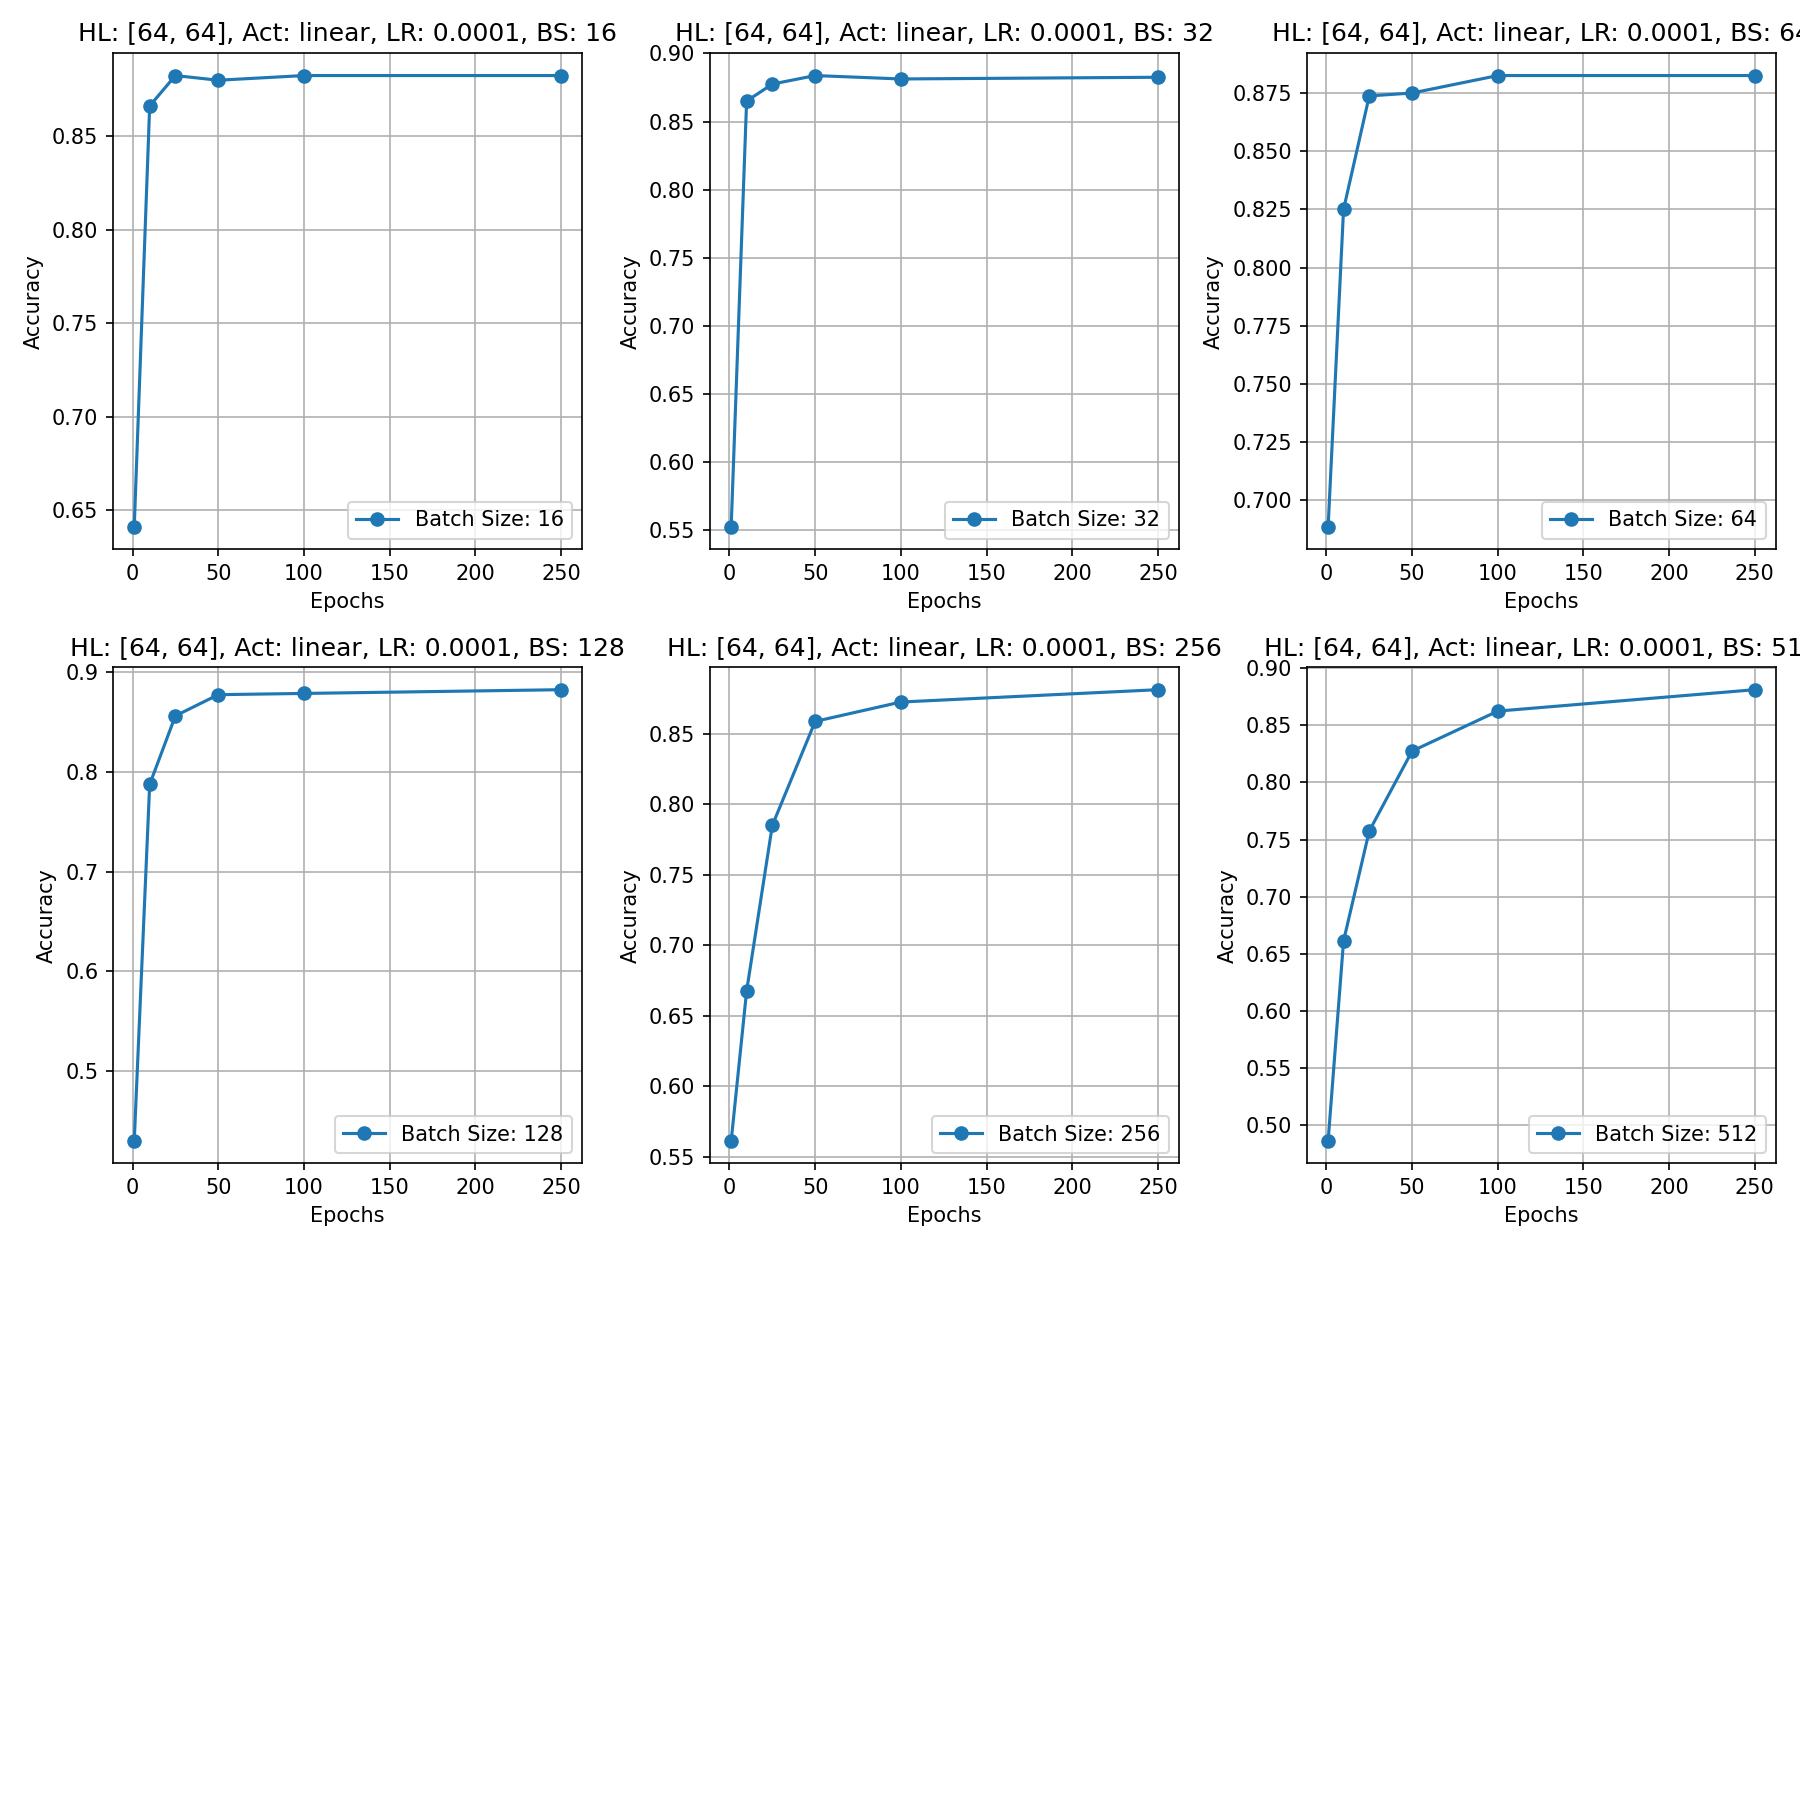 HL: [64, 64], Act: linear, LR: 0.0001, BS: 16
0.85
0.80
0.75
0.70
0.65
Accuracy
Batch Size: 16
0 50 100 150 200 250
Epochs
HL: [64, 64], Act: linear, LR: 0.0001, BS: 32
0.90
0.85
0.80
0.75
0.70
0.65
0.60
0.55
Accuracy
Batch Size: 32
0 50 100 150 200 250
Epochs
HL: [64, 64], Act: linear, LR: 0.0001, BS: 64
0.875
0.850
0.825
0.800
0.775
0.750
0.725
0.700
Accuracy
Batch Size: 64
0 50 100 150 200 250
Epochs
HL: [64, 64], Act: linear, LR: 0.0001, BS: 128
0.9
0.8
0.7
0.6
0.5
Accuracy
Batch Size: 128
0 50 100 150 200 250
Epochs
HL: [64, 64], Act: linear, LR: 0.0001, BS: 256
0.85
0.80
0.75
0.70
0.65
0.60
0.55
Accuracy
Batch Size: 256
0 50 100 150 200 250
Epochs
HL: [64, 64], Act: linear, LR: 0.0001, BS: 51
0.90
0.85
0.80
0.75
0.70
0.65
0.60
0.55
0.50
Accuracy
Batch Size: 512
0 50 100 150 200 250
Epochs